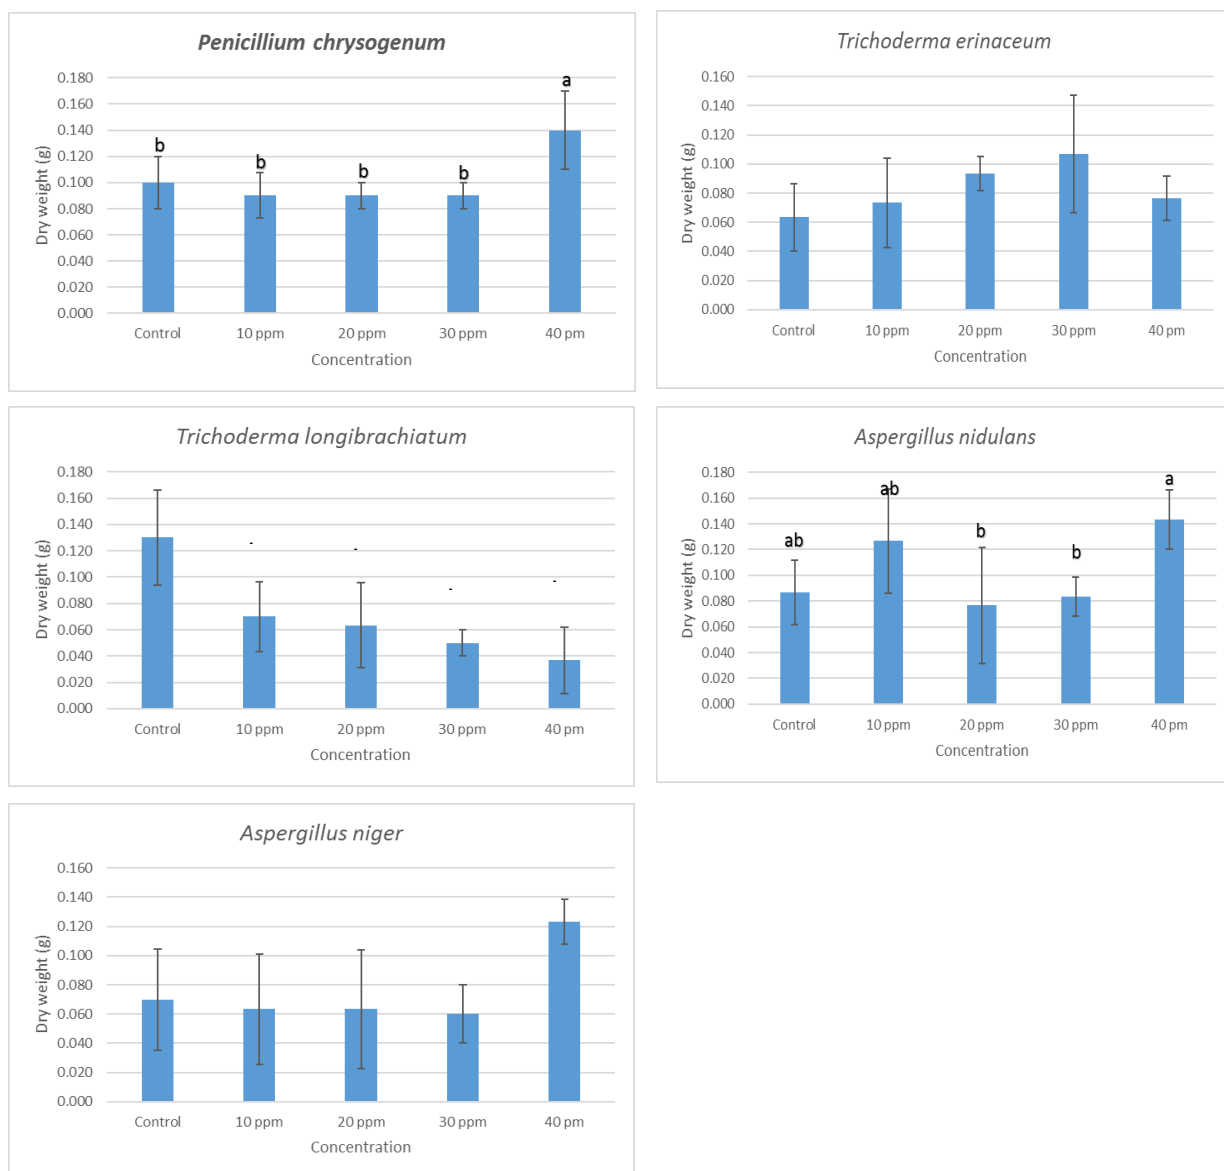 Penicillium chrysogenum
Dry weight (g)
0.180
0.160
0.140
0.120
0.100
0.080
0.060
0.040
0.020
0.000
b
b
b
b
a
Control
10 ppm
20 ppm
30 ppm
40 pm
Concentration
Trichoderma erinaceum
Dry weight (g)
0.160
0.140
0.120
0.100
0.080
0.060
0.040
0.020
0.000
Control
10 ppm
20 ppm
30 ppm
40 pm
Concentration
Trichoderma longibrachiatum
Dry weight (g)
0.180
0.160
0.140
0.120
0.100
0.080
0.060
0.040
0.020
0.000
Control
10 ppm
20 ppm
30 ppm
40 pm
Concentration
Aspergillus nidulans
Dry weight (g)
0.180
0.160
0.140
0.120
0.100
0.080
0.060
0.040
0.020
0.000
ab
ab
b
b
a
Control
10 ppm
20 ppm
30 ppm
40 pm
Concentration
Aspergillus niger
Dry weight (g)
0.160
0.140
0.120
0.100
0.080
0.060
0.040
0.020
0.000
Control
10 ppm
20 ppm
30 ppm
40 pm
Concentration